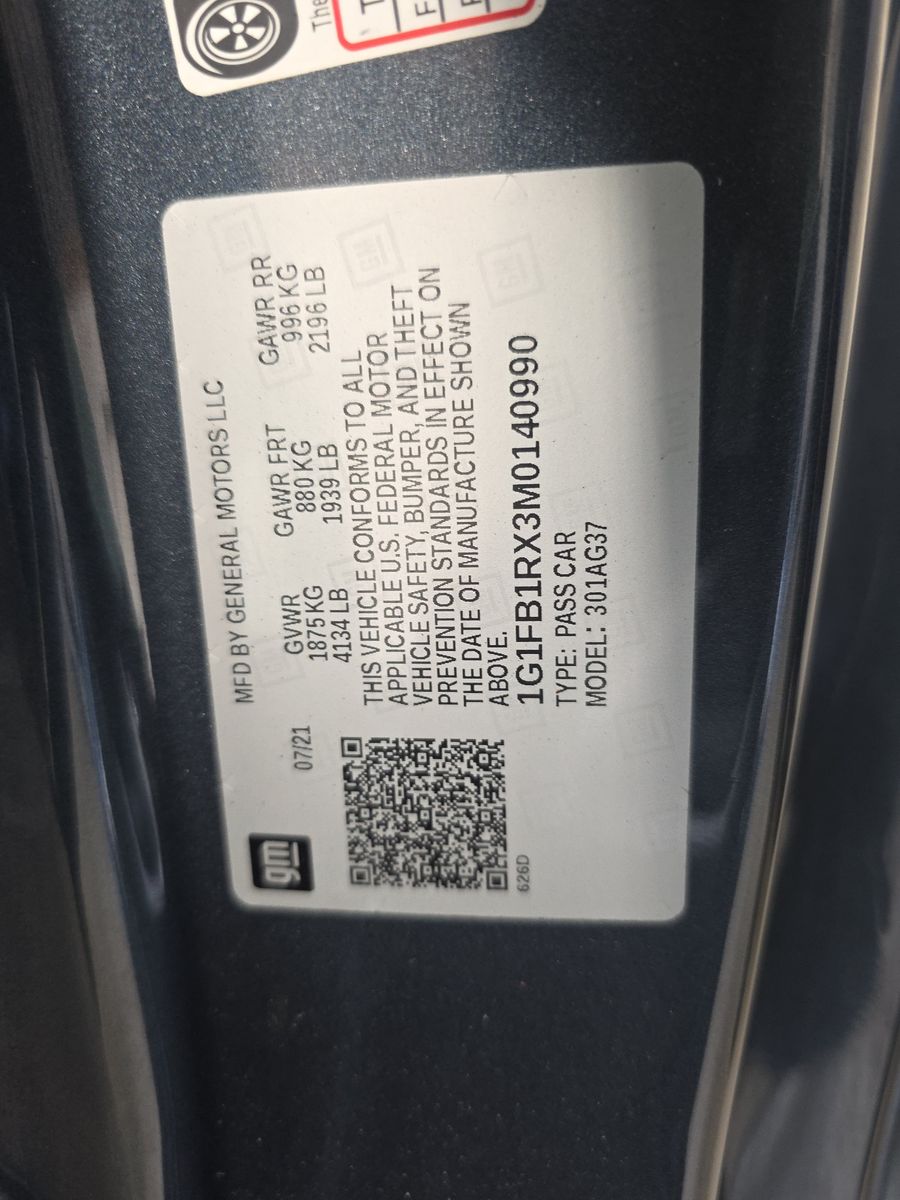 The
T
F
gm
MFD BY GENERAL MOTORS LLC
07/21
GVWR GAWR FRT GAWR RR
1875 KG 880 KG 996 KG
4134 LB 1939 LB 2196 LB
THIS VEHICLE CONFORMS TO ALL
APPLICABLE U.S. FEDERAL MOTOR
VEHICLE SAFETY, BUMPER, AND THEFT
PREVENTION STANDARDS IN EFFECT ON
THE DATE OF MANUFACTURE SHOWN
ABOVE.
1G1FB1RX3M0140990
TYPE: PASS CAR
MODEL: 301AG37
626D